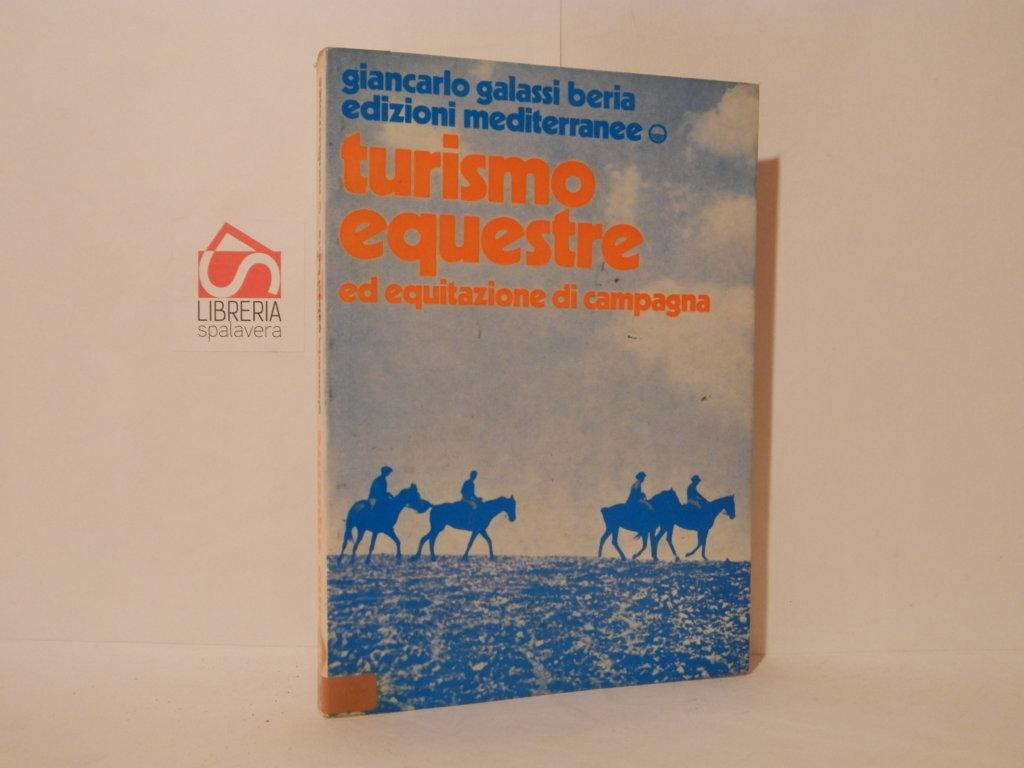 giancarlo galassi beria
edizioni mediterranee
turismo
equestre
ed equitazione di campagna
LIBRERIA
spalavera